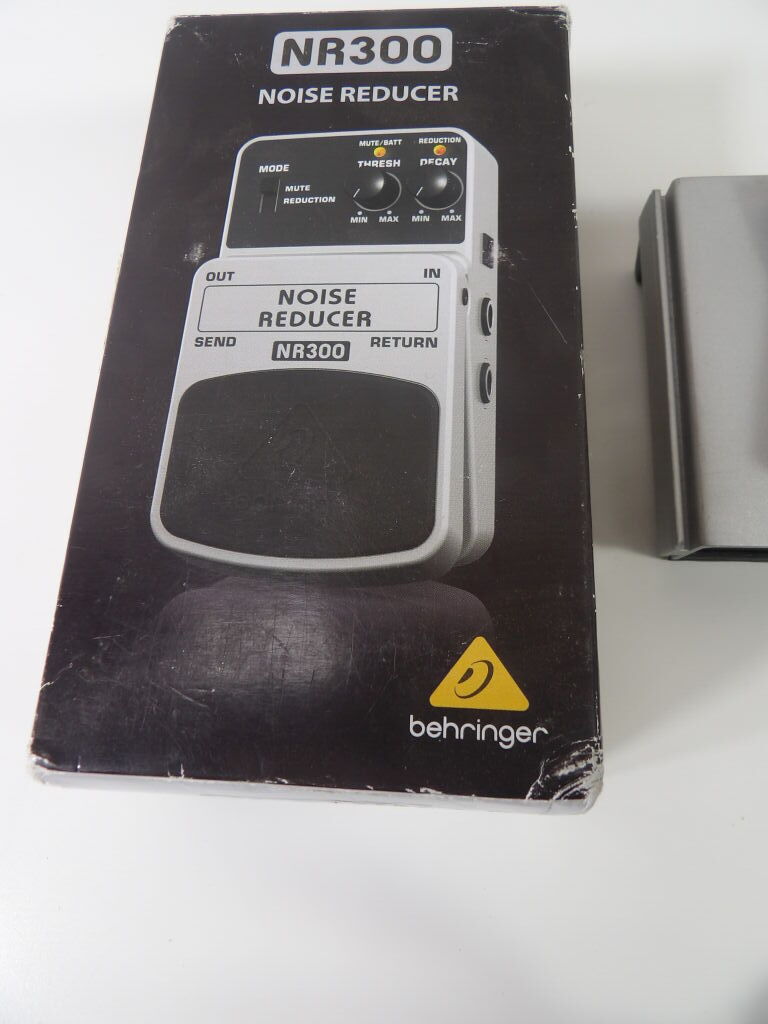 NR300
NOISE REDUCER
MUTE/BATT REDUCTION
MODE THRESH DECAY
MUTE
REDUCTION
MIN MAX MIN MAX
OUT IN
NOISE
REDUCER
SEND NR300 RETURN
behringer